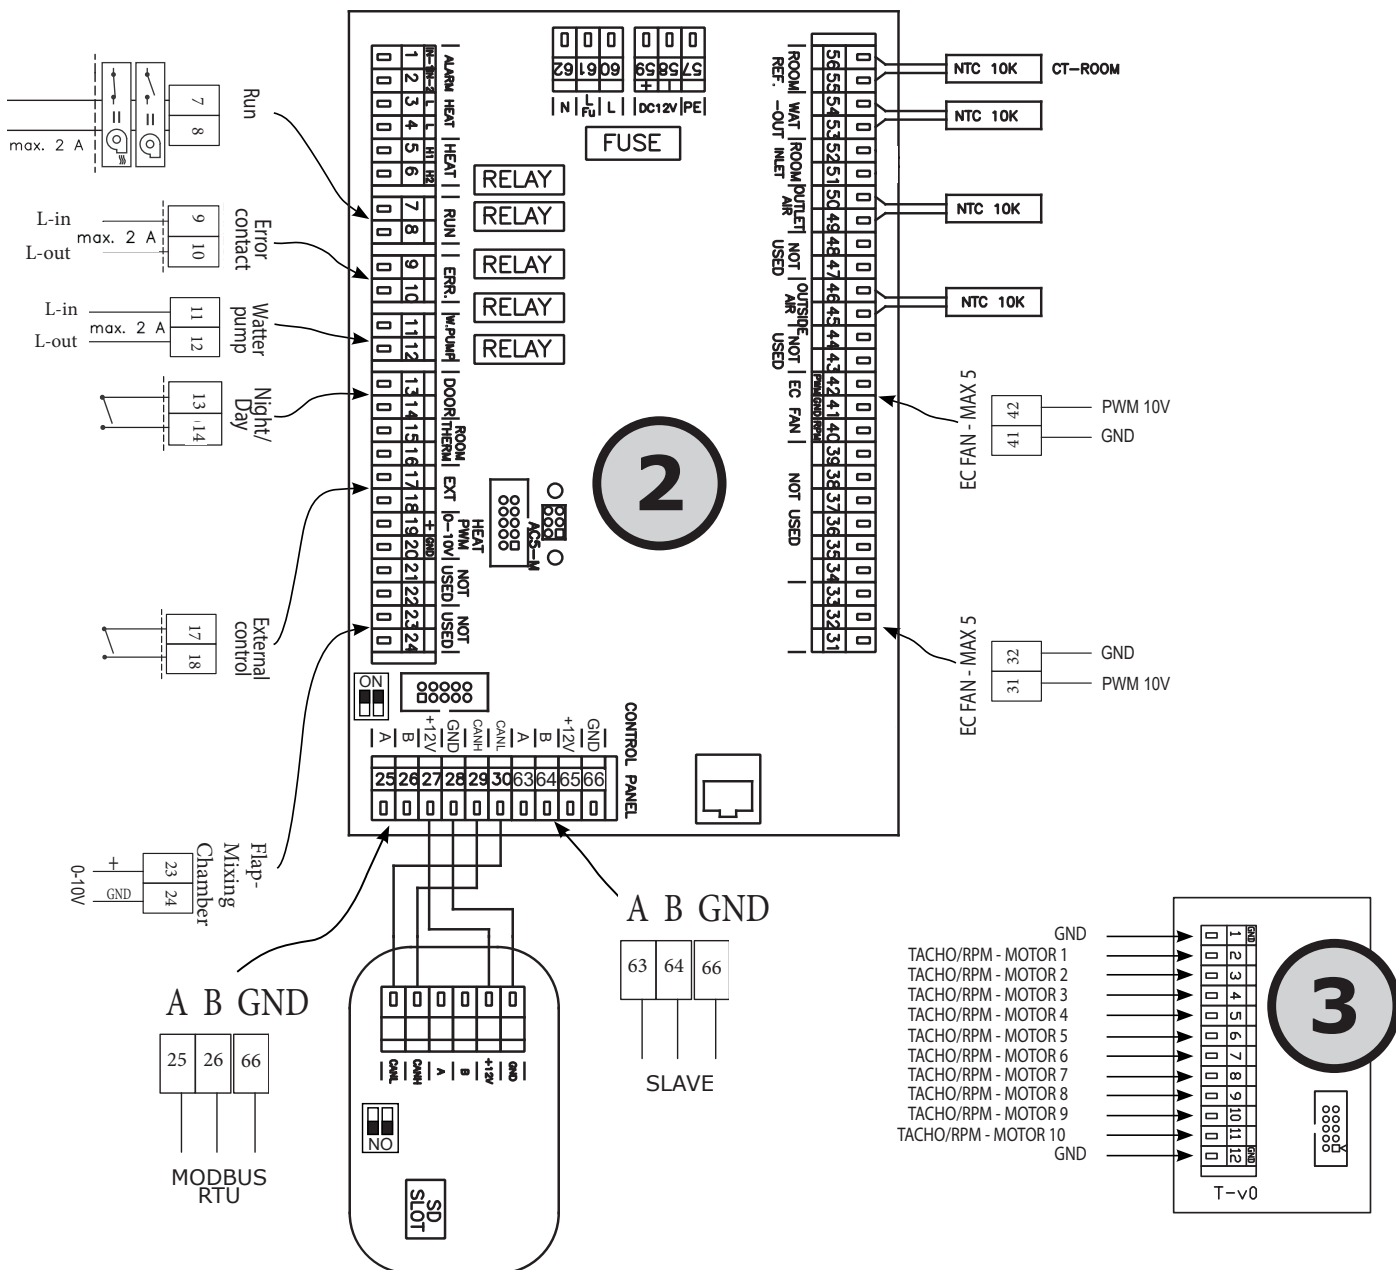 7
8
Run
max. 2 A
L-in
L-out
max. 2 A
9
10
Error
contact
L-in
L-out
max. 2 A
11
12
Watter
pump
13
14
Night/
Day
17
18
External
control
0-10V
+
GND
23
24
Flap-
Mixing
Chamber
1
2
3
4
5
6
7
8
9
10
11
12
13
14
15
16
17
18
19
20
21
22
23
24
IN-1
IN-2
L
L
H1
H2
+
GND
ALARM
HEAT
HEAT
RUN
ERR.
W.PUMP
DOOR
ROOM
THERM
EXT
0-10V
HEAT
PWM
NOT
USED
NOT
USED
62
61
60
59
58
57
+
−
N
L
FU
L
DC12V
PE
FUSE
RELAY
RELAY
RELAY
RELAY
RELAY
2
AC5-M
ON
ROOM
REF.
WAT
-OUT
ROOM
INLET
OUTLET
AIR
NOT
USED
OUTSIDE
AIR
NOT
USED
EC FAN
NOT USED
56
55
54
53
52
51
50
49
48
47
46
45
44
43
42
41
40
39
38
37
36
35
34
33
32
31
PWM
GND
RPM
NTC 10K
CT-ROOM
NTC 10K
NTC 10K
NTC 10K
EC FAN - MAX 5
42
41
PWM 10V
GND
EC FAN - MAX 5
32
31
GND
PWM 10V
A
B
+12V
GND
CANH
CANL
A
B
+12V
GND
CONTROL PANEL
25
26
27
28
29
30
63
64
65
66
A B GND
25
26
66
MODBUS
RTU
A B GND
63
64
66
SLAVE
CANL
CANH
A
B
+12V
GND
ON
SD
SLOT
GND
TACHO/RPM - MOTOR 1
TACHO/RPM - MOTOR 2
TACHO/RPM - MOTOR 3
TACHO/RPM - MOTOR 4
TACHO/RPM - MOTOR 5
TACHO/RPM - MOTOR 6
TACHO/RPM - MOTOR 7
TACHO/RPM - MOTOR 8
TACHO/RPM - MOTOR 9
TACHO/RPM - MOTOR 10
GND
1
2
3
4
5
6
7
8
9
10
11
12
GND
GND
T-v0
3